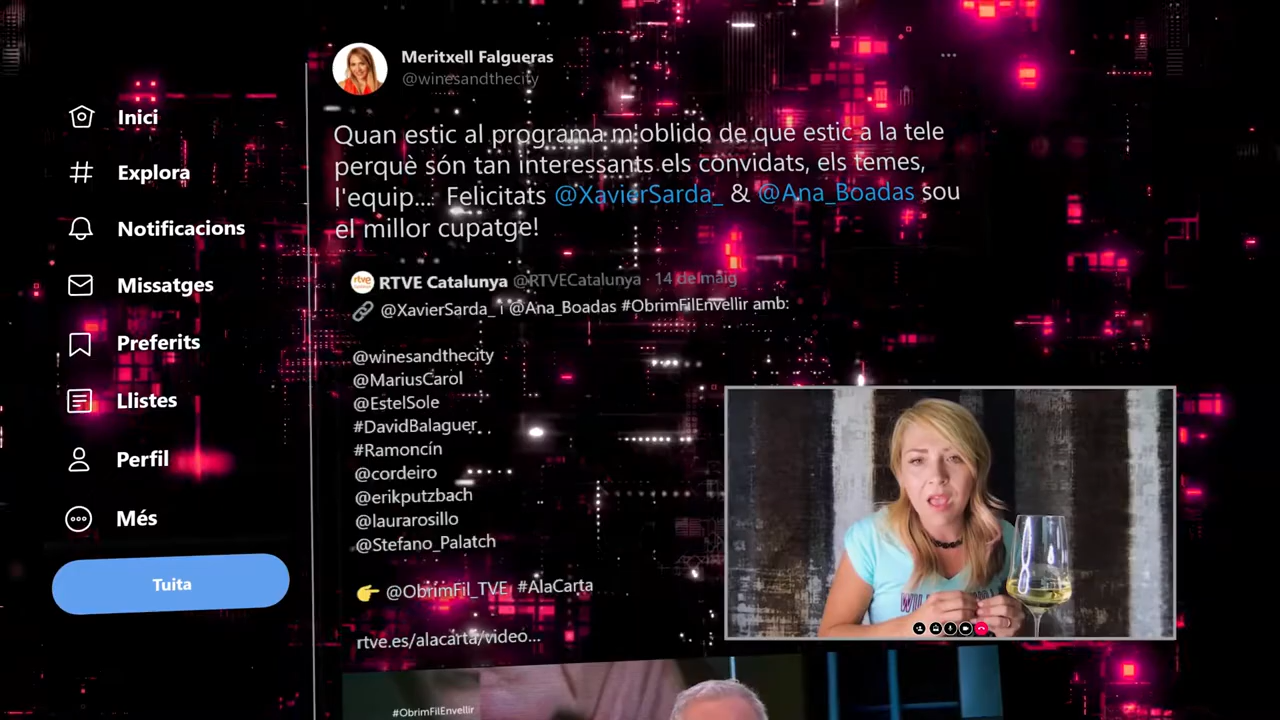 Meritxell Falgueras
@winesandthecity
Inici
Explora
Notificacions
Missatges
Preferits
Llistes
Perfil
Més
Tuita
Quan estic al programa m'oblido de que estic a la tele
perquè són tan interessants els convidats, els temes,
l'equip... Felicitats @XavierSarda_ & @Ana_Boadas sou
el millor cupatge!
RTVE Catalunya @RTVECatalunya · 14 de maig
@XavierSarda_ i @Ana_Boadas #ObrimFilEnvellir amb:
@winesandthecity
@MariusCarol
@EstelSole
#DavidBalaguer
#Ramoncín
@cordeiro
@erikputzbach
@laurarosillo
@Stefano_Palatch
@ObrimFil_TVE #AlaCarta
rtve.es/alacarta/video...
#ObrimFilEnvellir